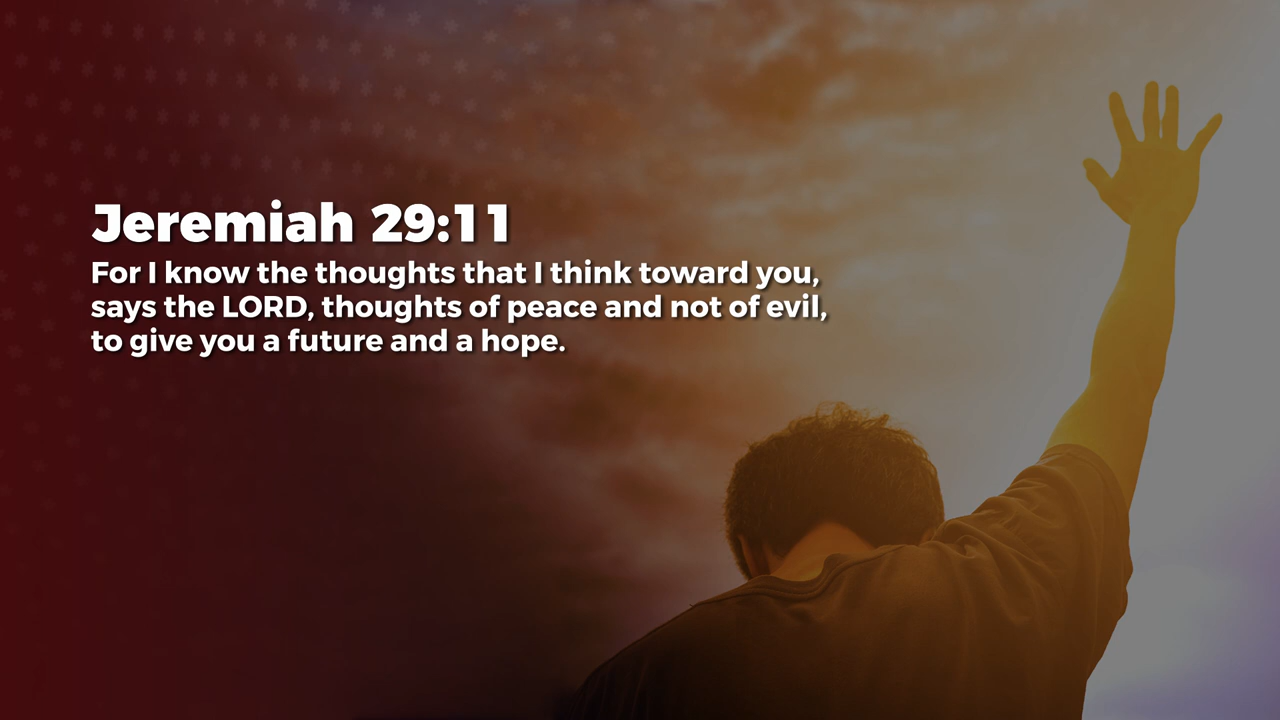 Jeremiah 29:11
For I know the thoughts that I think toward you,
says the LORD, thoughts of peace and not of evil,
to give you a future and a hope.